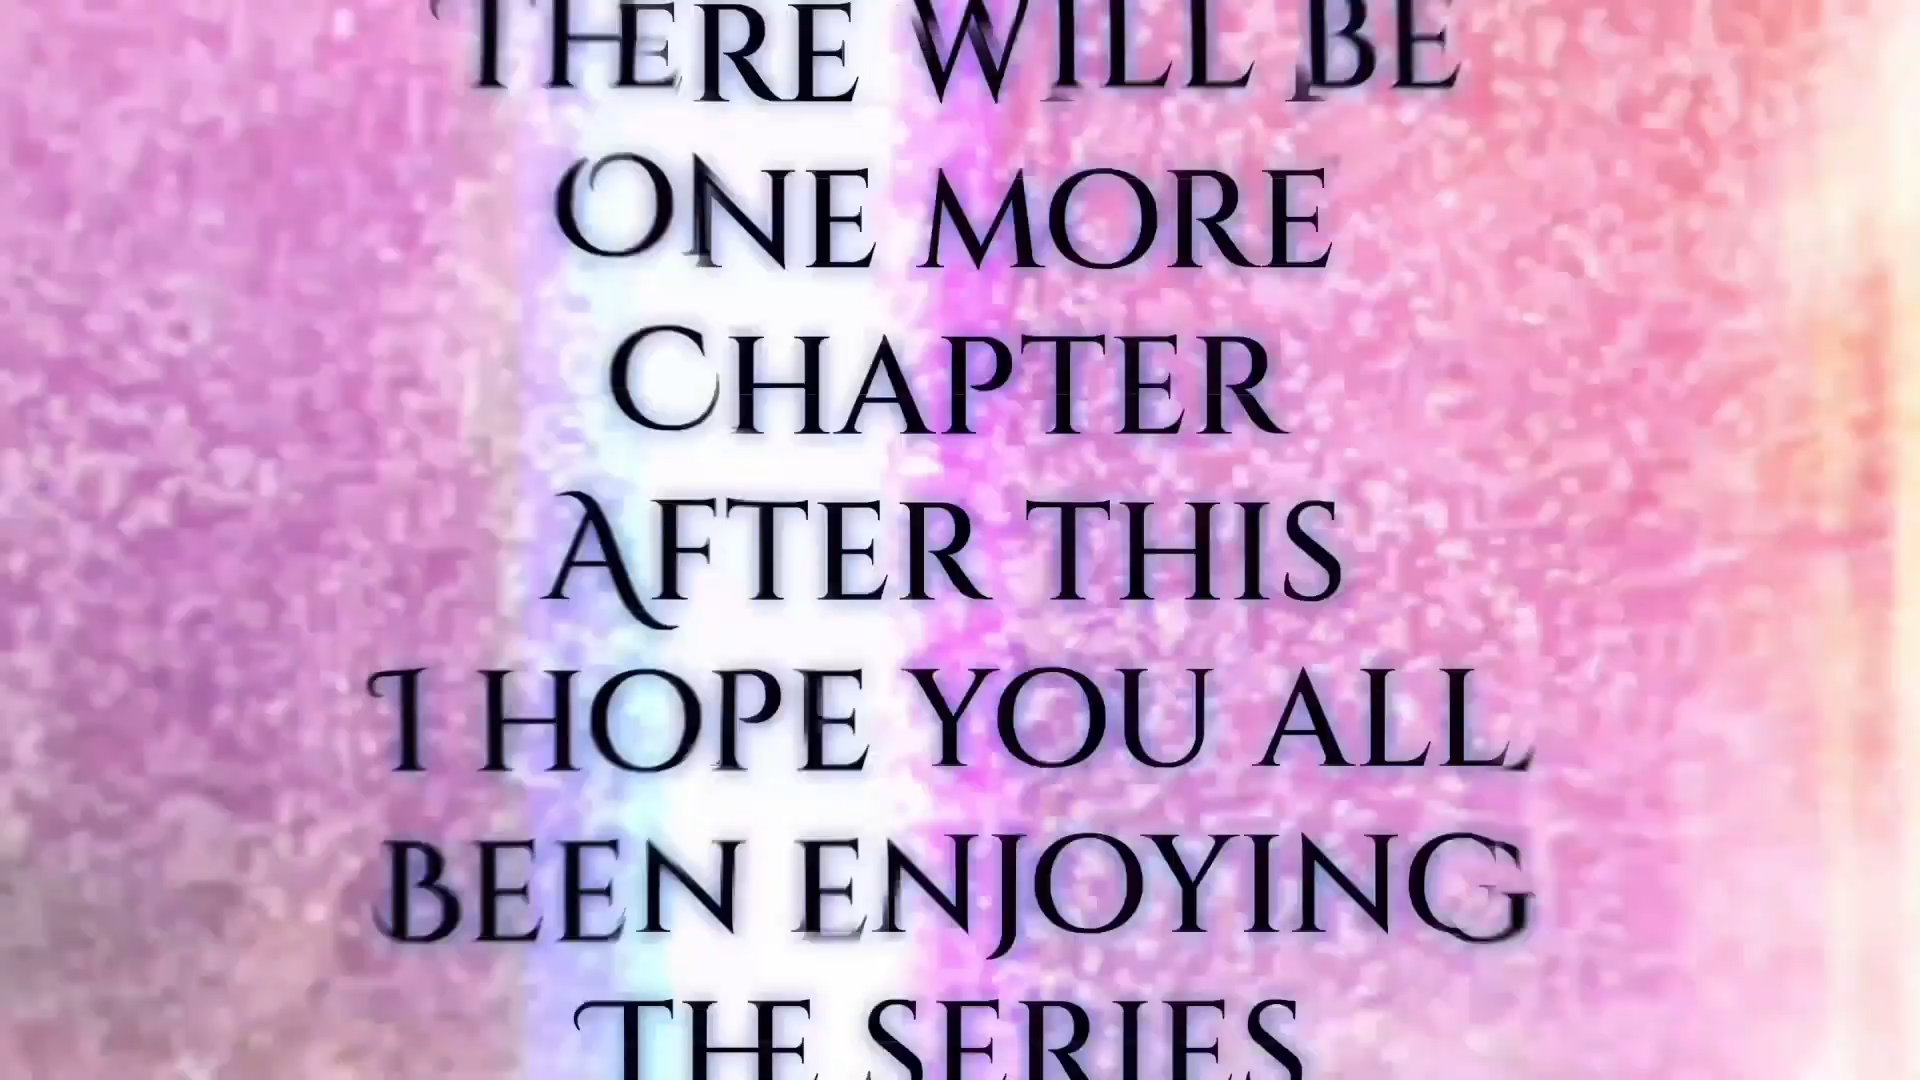 There will be
One more
Chapter
After this
I hope you all
Been enjoying
The series